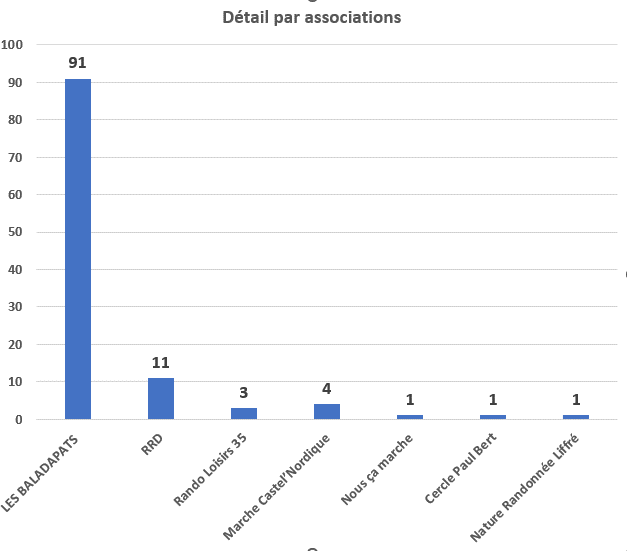 Détail par associations
100
90
80
70
60
50
40
30
20
10
0
91
11
3
4
1
1
1
LES BALADAPATS
RRD
Rando Loisirs 35
Marche Castel'Nordique
Nous ça marche
Cercle Paul Bert
Nature Randonnée Liffré